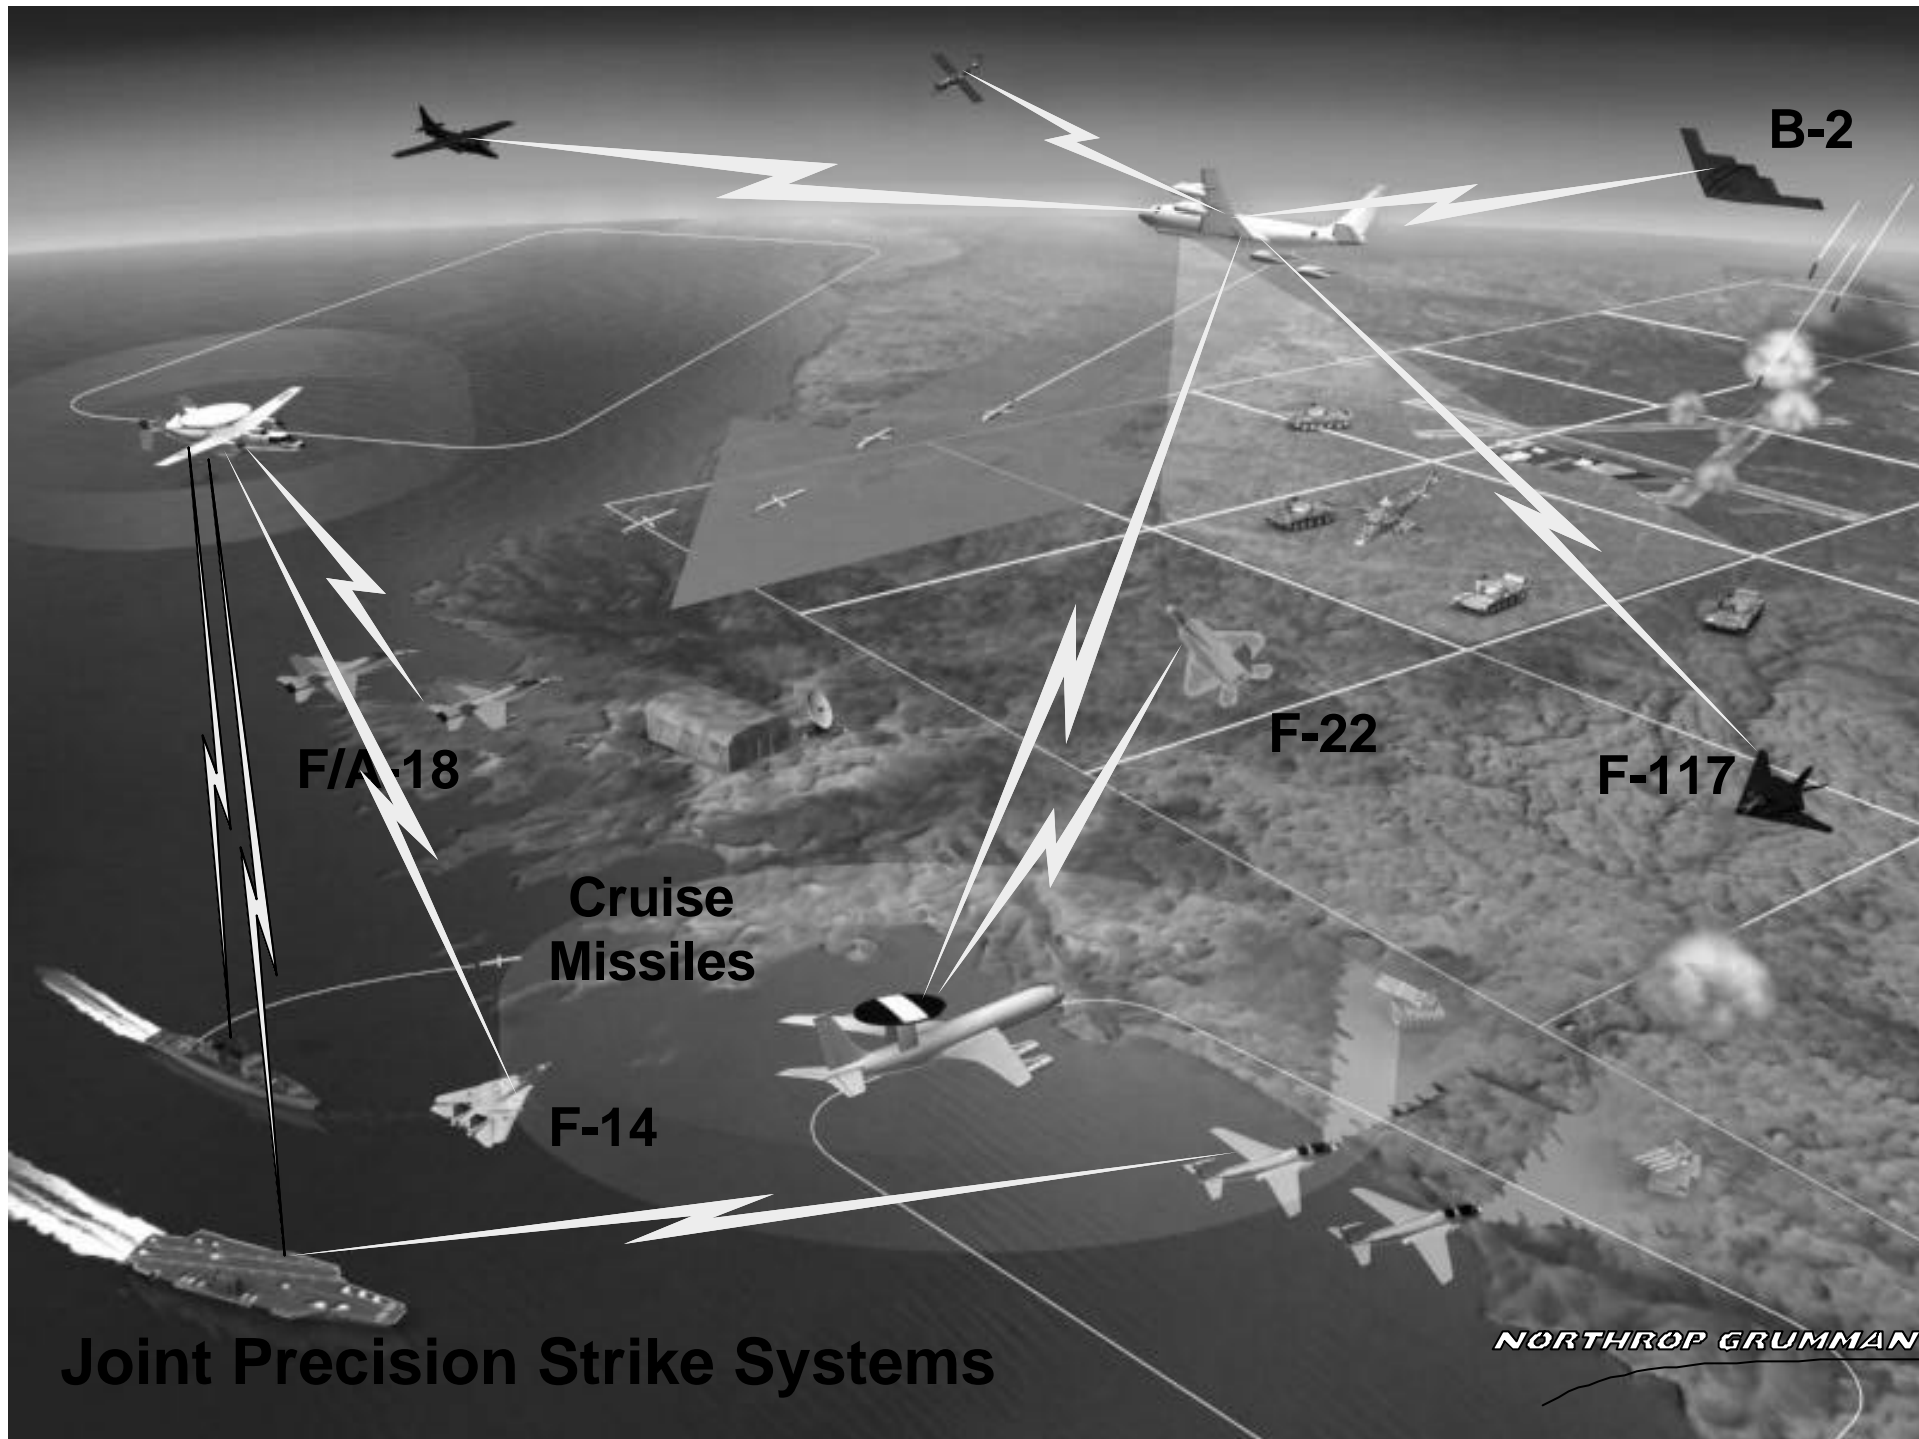 B-2
F-22
F/A-18
F-117
Cruise
Missiles
F-14
Joint Precision Strike Systems
NORTHROP GRUMMAN